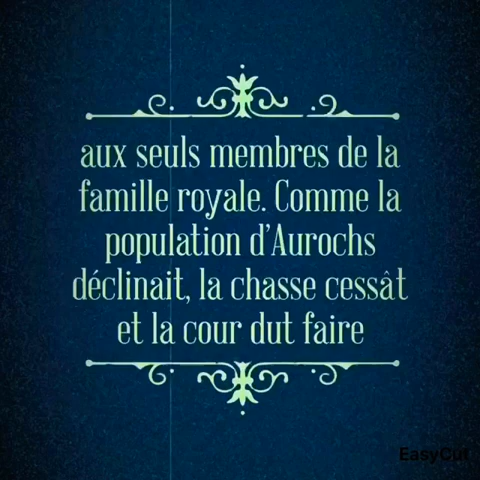 aux seuls membres de la
famille royale. Comme la
population d'Aurochs
déclinait, la chasse cessât
et la cour dut faire
EasyCut